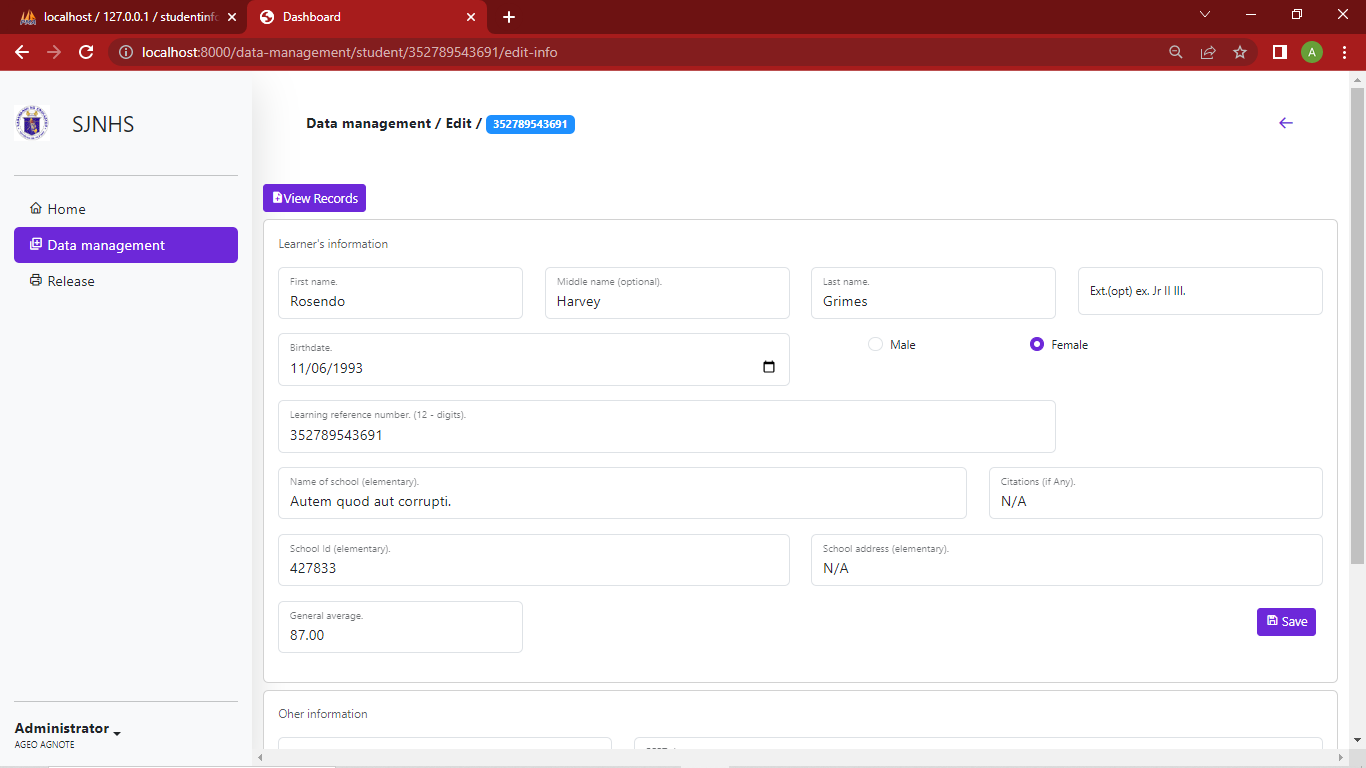 localhost / 127.0.0.1 / studentinfo
Dashboard
localhost:8000/data-management/student/352789543691/edit-info
A
SJNHS
Data management / Edit / 352789543691
Home
Data management
Release
View Records
Learner's information
First name.
Rosendo
Middle name (optional).
Harvey
Last name.
Grimes
Ext.(opt) ex. Jr II III.
Birthdate.
11/06/1993
Male
Female
Learning reference number. (12 - digits).
352789543691
Name of school (elementary).
Autem quod aut corrupti.
Citations (if Any).
N/A
School Id (elementary).
427833
School address (elementary).
N/A
General average.
87.00
Save
Oher information
Administrator
AGEO AGNOTE